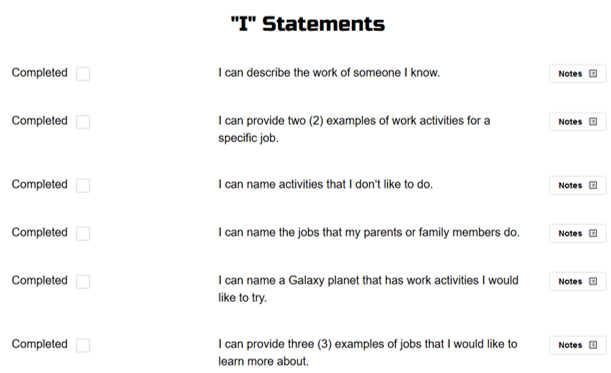 "I" Statements
Completed I can describe the work of someone I know. Notes
Completed I can provide two (2) examples of work activities for a Notes
specific job.
Completed I can name activities that I don't like to do. Notes
Completed I can name the jobs that my parents or family members do. Notes
Completed I can name a Galaxy planet that has work activities I would Notes
like to try.
Completed I can provide three (3) examples of jobs that I would like to Notes
learn more about.